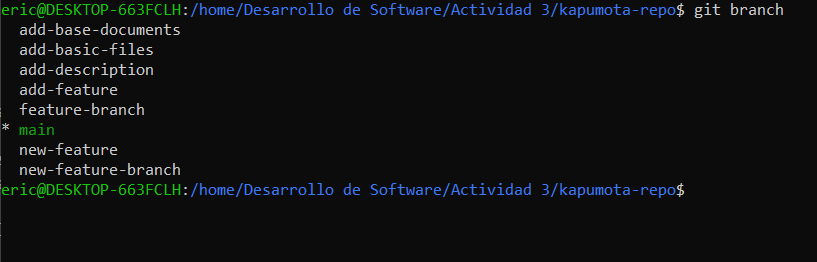 eric@DESKTOP-663FCLH:/home/Desarrollo de Software/Actividad 3/kapumota-repo$ git branch
  add-base-documents
  add-basic-files
  add-description
  add-feature
  feature-branch
* main
  new-feature
  new-feature-branch
eric@DESKTOP-663FCLH:/home/Desarrollo de Software/Actividad 3/kapumota-repo$